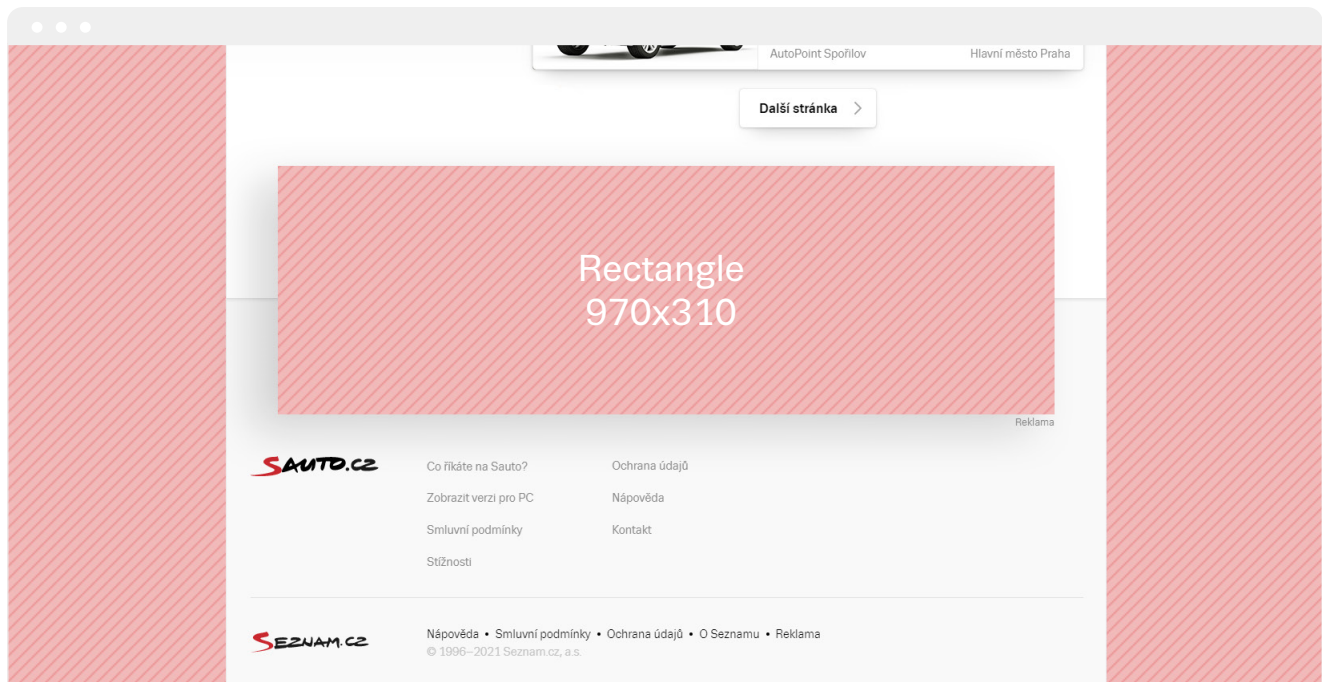 AutoPoint Spořilov
Hlavní město Praha
Další stránka
Rectangle
970x310
Reklama
SAUTO.CZ
Co říkáte na Sauto?
Ochrana údajů
Zobrazit verzi pro PC
Nápověda
Smluvní podmínky
Kontakt
Stížnosti
SEZNAM.CZ
Nápověda • Smluvní podmínky • Ochrana údajů • O Seznamu • Reklama
© 1996–2021 Seznam.cz, a.s.